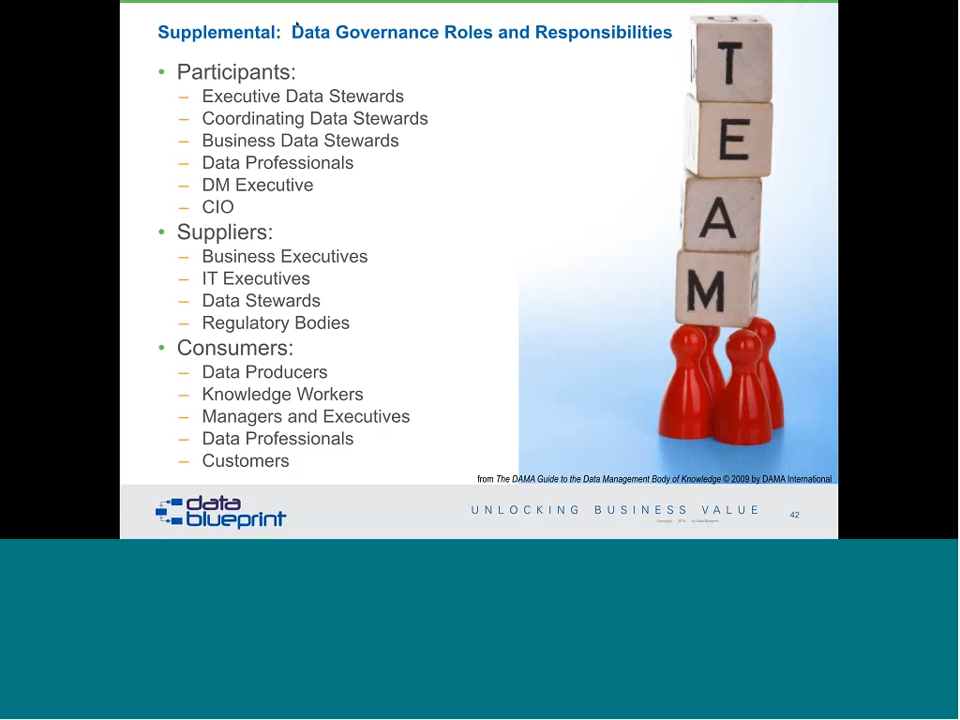 Supplemental: Data Governance Roles and Responsibilities
• Participants:
– Executive Data Stewards
– Coordinating Data Stewards
– Business Data Stewards
– Data Professionals
– DM Executive
– CIO
• Suppliers:
– Business Executives
– IT Executives
– Data Stewards
– Regulatory Bodies
• Consumers:
– Data Producers
– Knowledge Workers
– Managers and Executives
– Data Professionals
– Customers
T
E
A
M
from The DAMA Guide to the Data Management Body of Knowledge © 2009 by DAMA International
data
blueprint
UNLOCKING BUSINESS VALUE
42